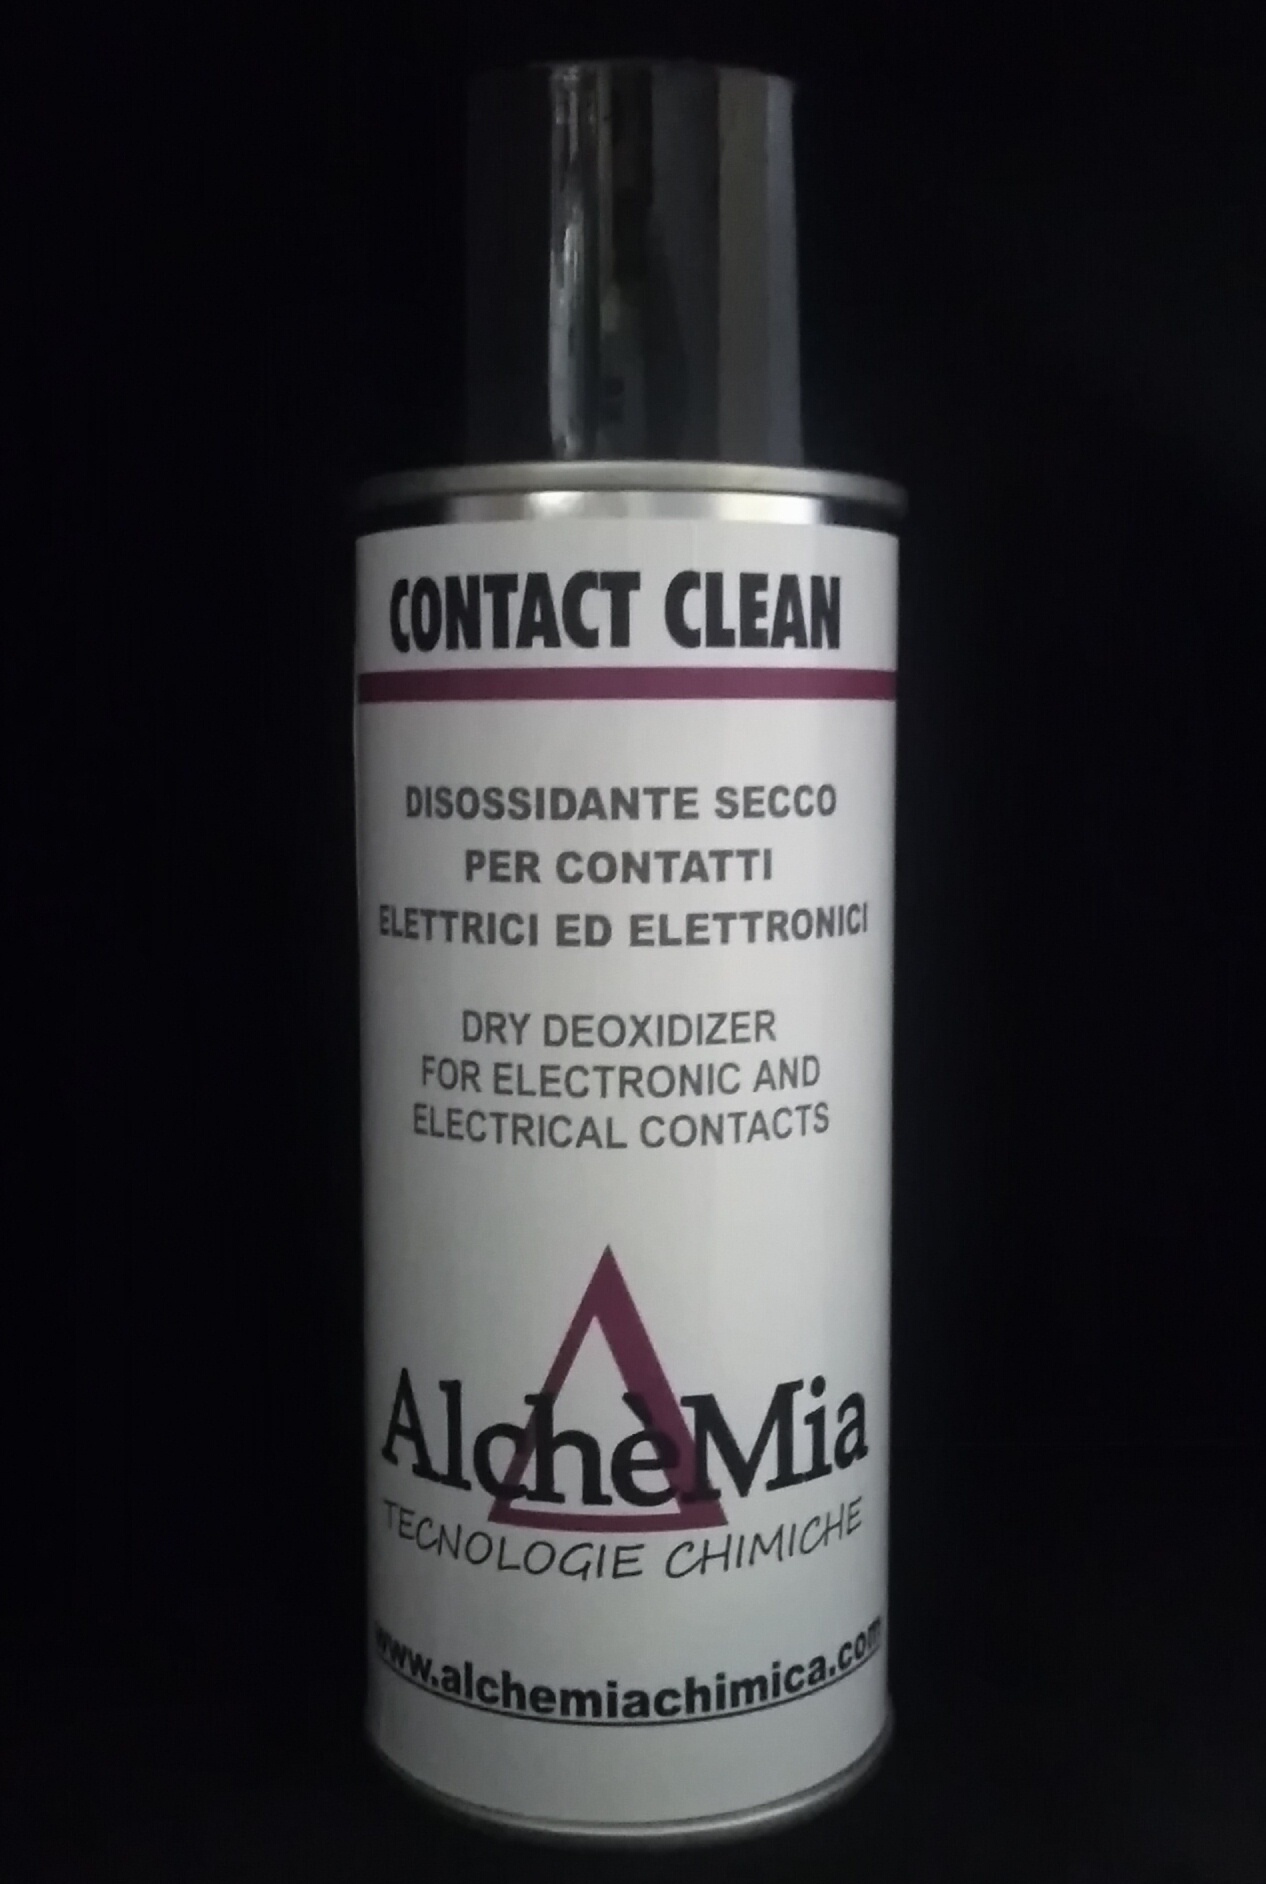 CONTACT CLEAN
DISOSSIDANTE SECCO
PER CONTATTI
ELETTRICI ED ELETTRONICI
DRY DEOXIDIZER
FOR ELECTRONIC AND
ELECTRICAL CONTACTS
AlchèMia
TECNOLOGIE CHIMICHE
www.alchemiachimica.com